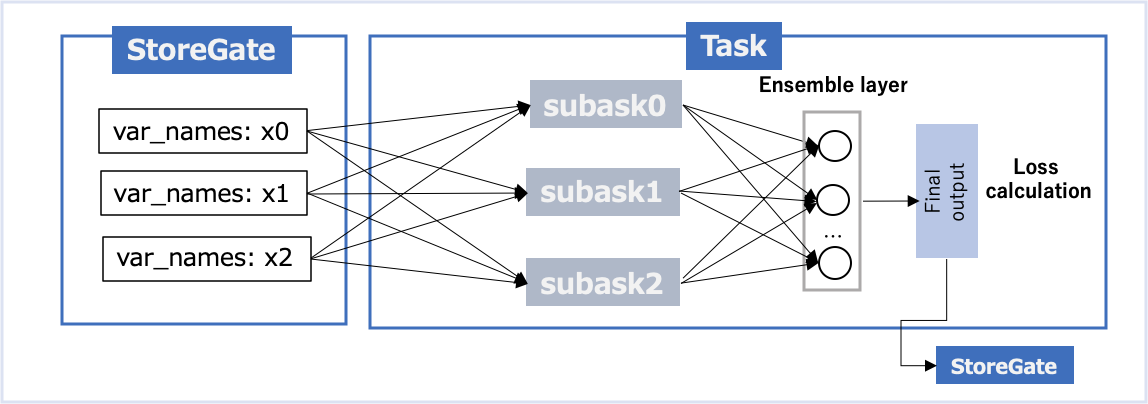 StoreGate
Task
var_names: x0
var_names: x1
var_names: x2
subask0
subask1
subask2
Ensemble layer
...
Final
output
Loss
calculation
StoreGate